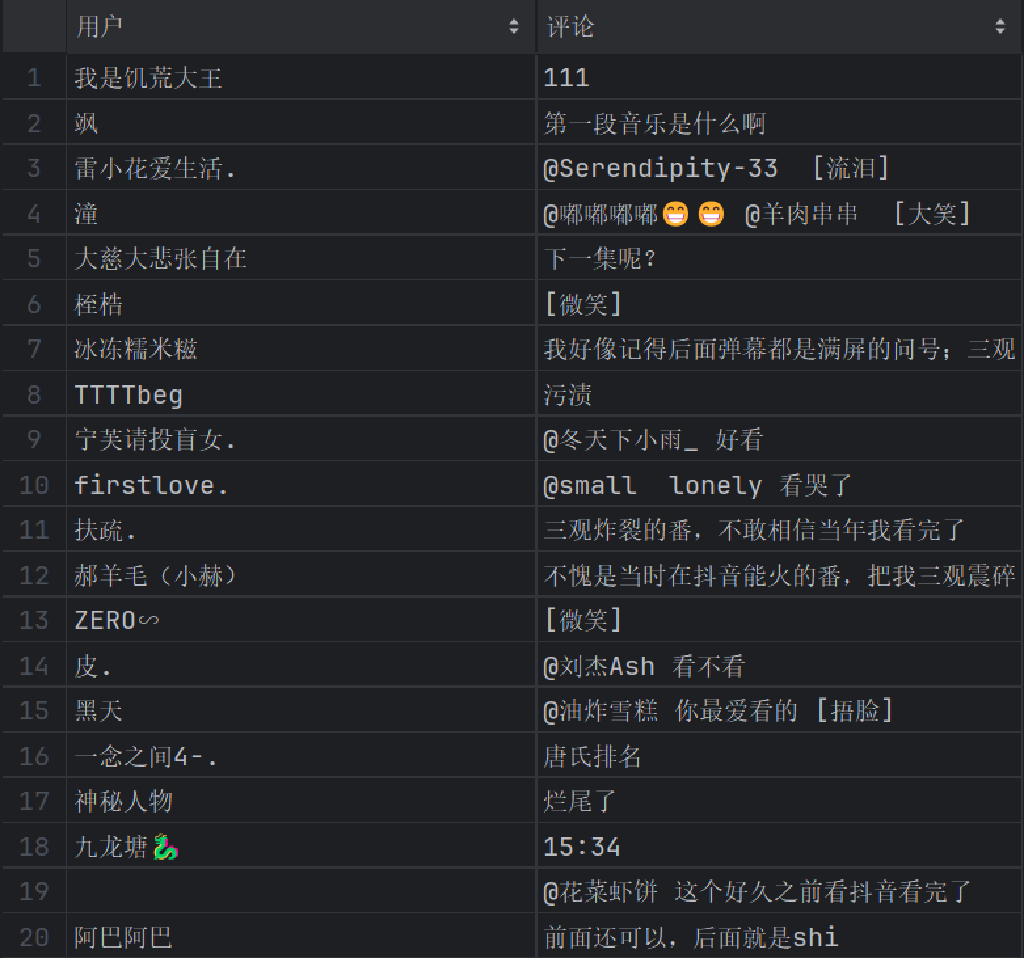 用户 评论
1 我是饥荒大王 111
2 飒 第一段音乐是什么啊
3 雷小花爱生活. @Serendipity-33 [流泪]
4 潼 @嘟嘟嘟嘟😁😁 @羊肉串串 [大笑]
5 大慈大悲张自在 下一集呢?
6 桎梏 [微笑]
7 冰冻糯米糍 我好像记得后面弹幕都是满屏的问号；三观
8 TTTTbeg 污渍
9 宁芙请投盲女. @冬天下小雨_ 好看
10 firstlove. @small lonely 看哭了
11 扶疏. 三观炸裂的番，不敢相信当年我看完了
12 郝羊毛（小赫） 不愧是当时在抖音能火的番，把我三观震碎
13 ZERO∽ [微笑]
14 皮. @刘杰Ash 看不看
15 黑天 @油炸雪糕 你最爱看的 [捂脸]
16 一念之间4-. 唐氏排名
17 神秘人物 烂尾了
18 九龙塘🐉 15:34
19 @花菜虾饼 这个好久之前看抖音看完了
20 阿巴阿巴 前面还可以，后面就是shi